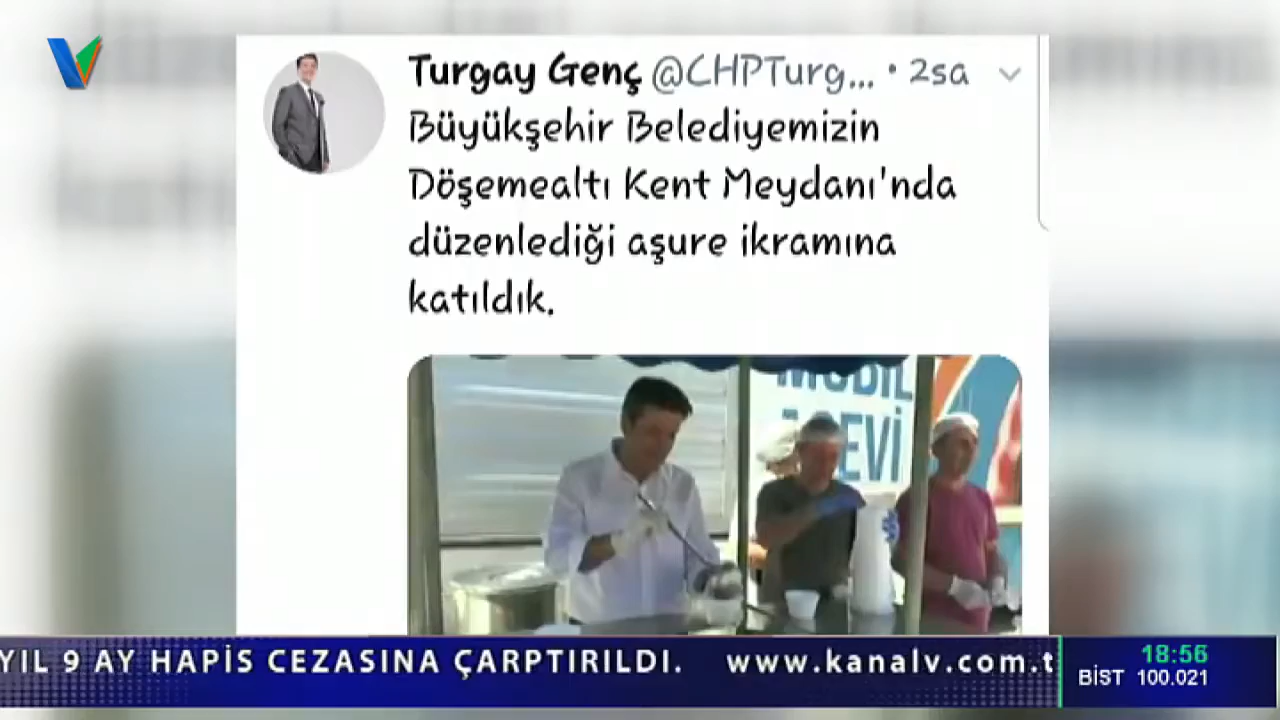 Turgay Genç @CHPTurg... • 2sa
Büyükşehir Belediyemizin
Döşemealtı Kent Meydanı'nda
düzenlediği aşure ikramına
katıldık.
MOBİL
AŞEVİ
YIL 9 AY HAPİS CEZASINA ÇARPTIRILDI. www.kanalv.com.t
18:56
BİST 100.021